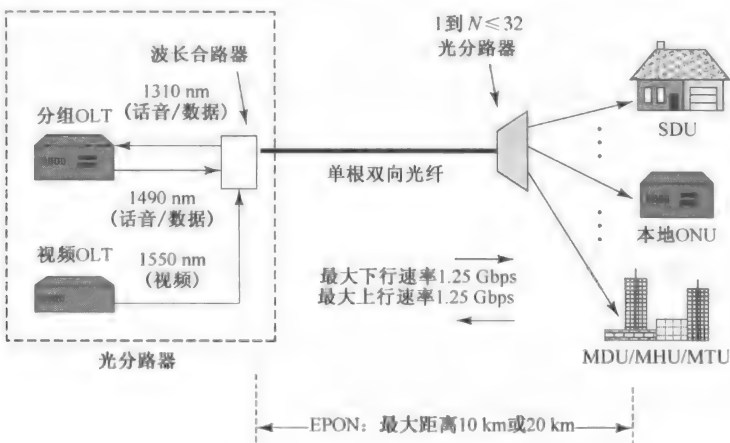 波长合路器
1310 nm
(话音/数据)
分组OLT
1490 nm
(话音/数据)
视频OLT
1550 nm
(视频)
光分路器
1到 N≤32
光分路器
单根双向光纤
最大下行速率1.25 Gbps
最大上行速率1.25 Gbps
SDU
本地ONU
MDU/MHU/MTU
EPON：最大距离10 km或20 km